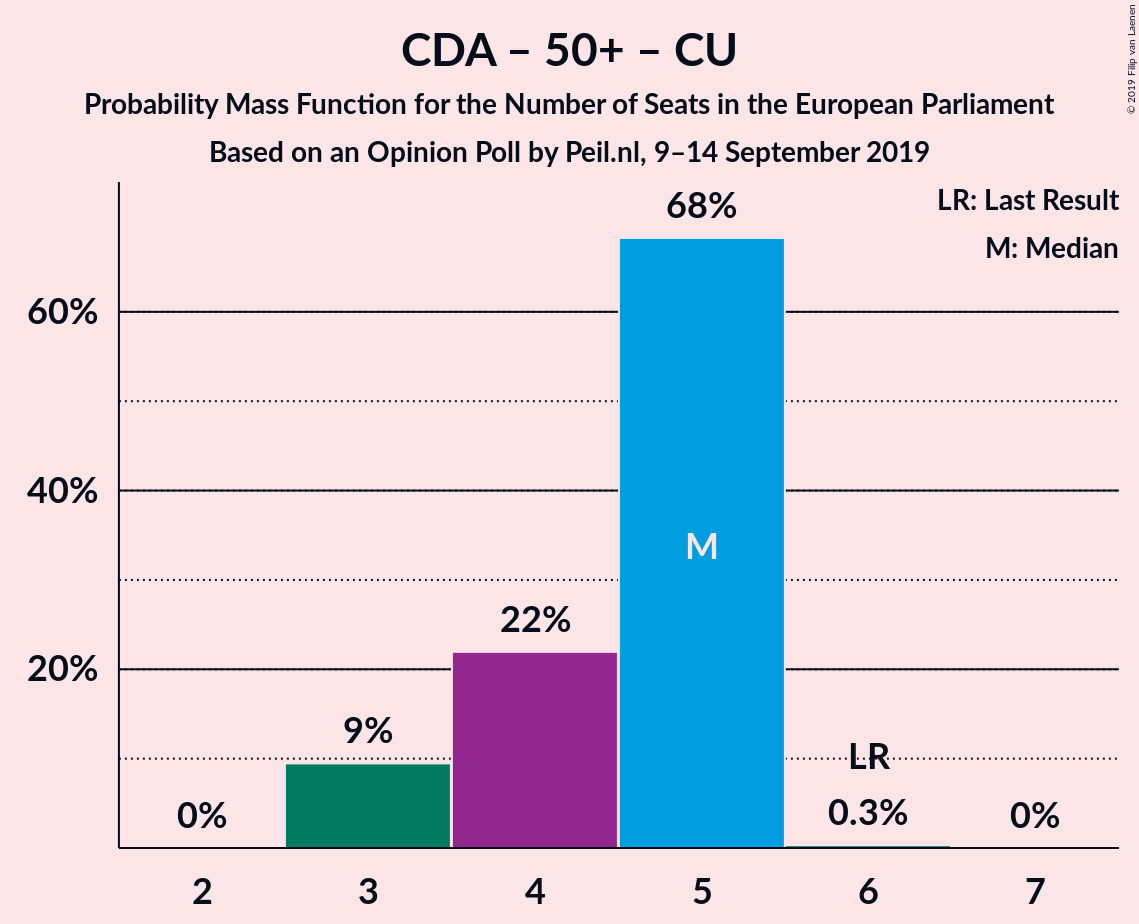 CDA – 50+ – CU
Probability Mass Function for the Number of Seats in the European Parliament
Based on an Opinion Poll by Peil.nl, 9–14 September 2019
© 2019 Filip van Laenen
LR: Last Result
M: Median
68%
60%
40%
M
22%
20%
9%
LR
0%
0.3%
0%
2 3 4 5 6 7